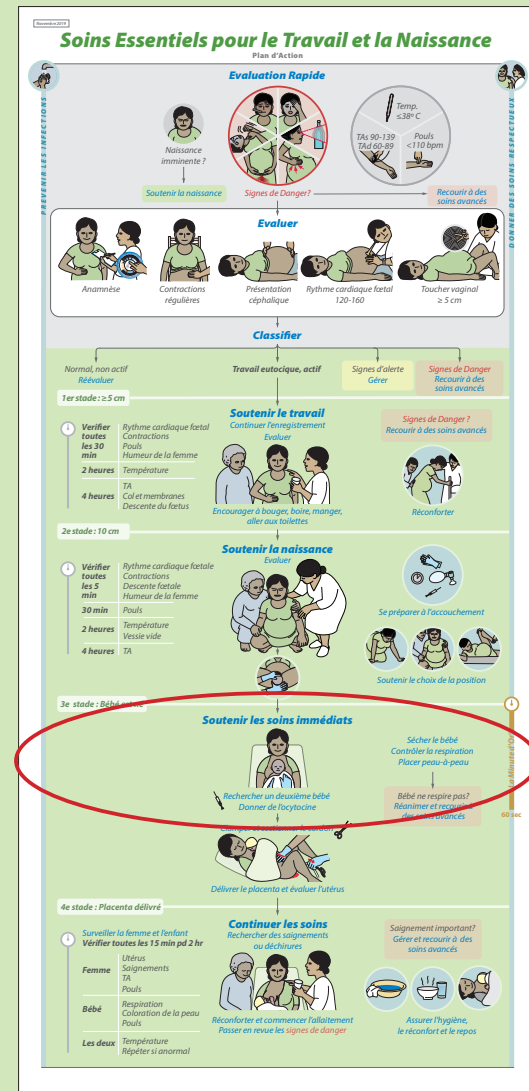 Novembre 2019
Soins Essentiels pour le Travail et la Naissance
Plan d'Action
PREVENIR LES INFECTIONS
DONNER DES SOINS RESPECTUEUX
Evaluation Rapide
Naissance
imminente ?
Soutenir la naissance
Signes de Danger?
Temp.
≤38º C
TAs 90-139
TAd 60-89
Pouls
<110 bpm
Recourir à des
soins avancés
Evaluer
Anamnèse
Contractions
régulières
Présentation
céphalique
Rythme cardiaque fœtal
120-160
Toucher vaginal
≥ 5 cm
Classifier
Normal, non actif
Réévaluer
Travail eutocique, actif
Signes d'alerte
Gérer
Signes de Danger
Recourir à des
soins avancés
1er stade : ≥5 cm
Soutenir le travail
Continuer l'enregistrement
Evaluer
Verifier
toutes
les 30
min
Rythme cardiaque fœtal
Contractions
Pouls
Humeur de la femme
2 heures
Température
4 heures
TA
Col et membranes
Descente du fœtus
Encourager à bouger, boire, manger,
aller aux toilettes
Signes de Danger ?
Recourir à des soins avancés
Réconforter
2e stade : 10 cm
Soutenir la naissance
Evaluer
Vérifier
toutes
les 5
min
Rythme cardiaque fœtale
Contractions
Descente fœtale
Humeur de la femme
30 min
Pouls
2 heures
Température
Vessie vide
4 heures
TA
Se préparer à l'accouchement
Soutenir le choix de la position
3e stade : Bébé
Soutenir les soins immédiats
Sécher le bébé
Contrôler la respiration
Placer peau-à-peau
La Minute d'Or
60 sec
Rechercher un deuxième bébé
Donner de l'ocytocine
Bébé ne respire pas?
Réanimer et recourir à
des soins avancés
Clamper et sectionner le cordon
Délivrer le placenta et évaluer l'utérus
4e stade : Placenta délivré
Continuer les soins
Rechercher des saignements
ou déchirures
Surveiller la femme et l'enfant
Vérifier toutes les 15 min pd 2 hr
Femme
Utérus
Saignements
TA
Pouls
Bébé
Respiration
Coloration de la peau
Pouls
Les deux
Température
Répéter si anormal
Réconforter et commencer l'allaitement
Passer en revue les signes de danger
Saignement important?
Gérer et recourir à des
soins avancés
Assurer l'hygiène,
le réconfort et le repos